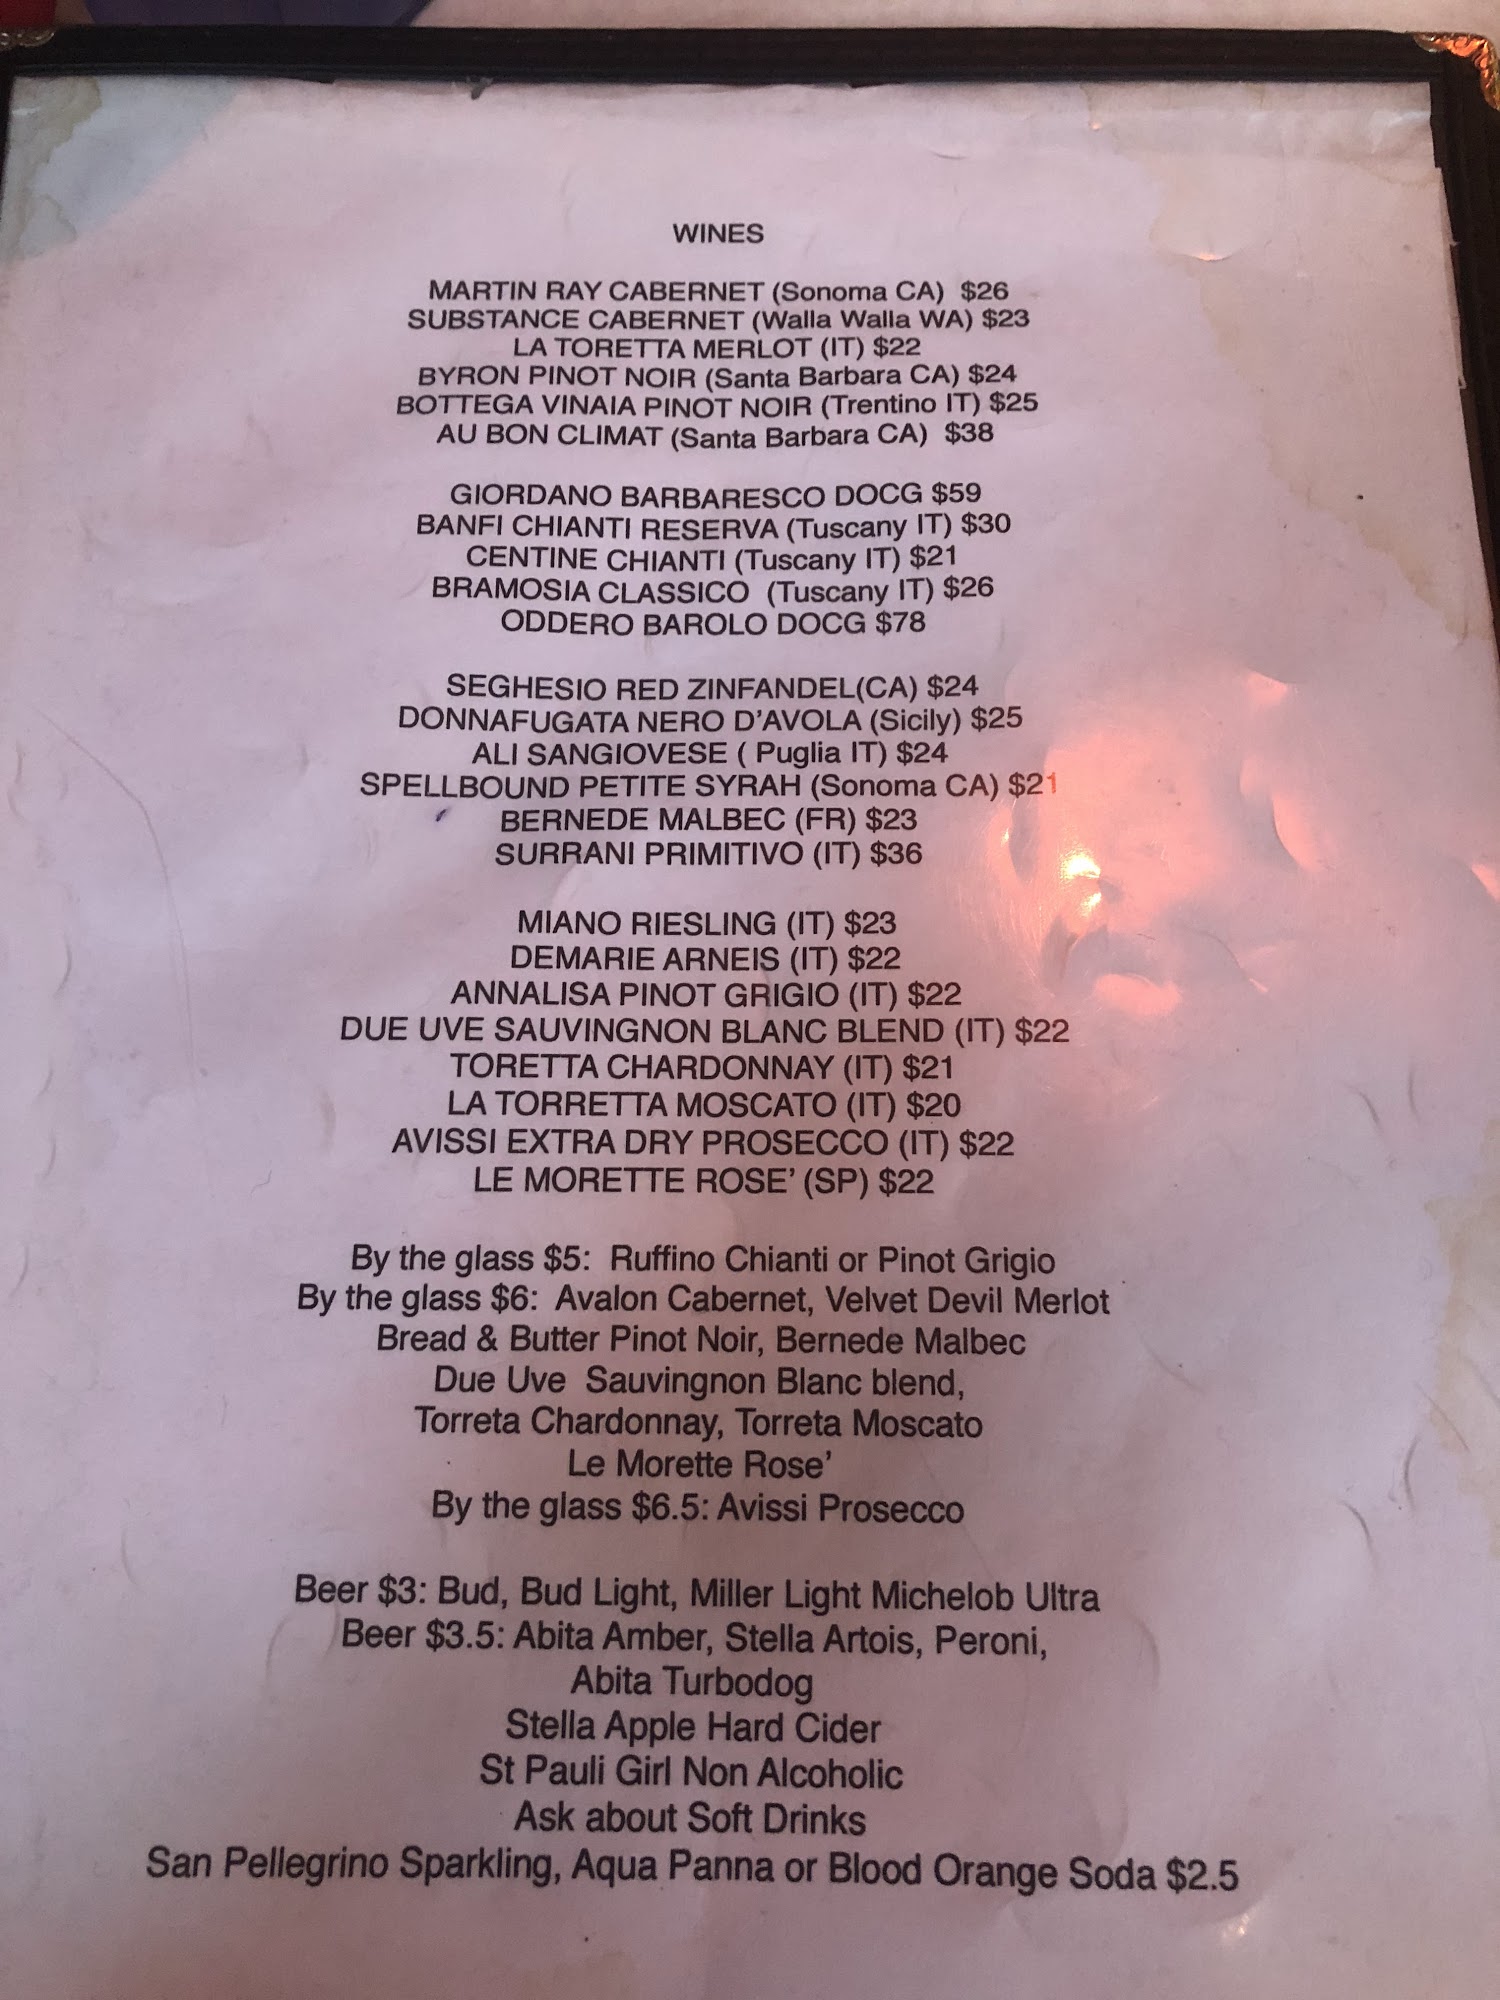 WINES
MARTIN RAY CABERNET (Sonoma CA) $26
SUBSTANCE CABERNET (Walla Walla WA) $23
LA TORETTA MERLOT (IT) $22
BYRON PINOT NOIR (Santa Barbara CA) $24
BOTTEGA VINAIA PINOT NOIR (Trentino IT) $25
AU BON CLIMAT (Santa Barbara CA) $38
GIORDANO BARBARESCO DOCG $59
BANFI CHIANTI RESERVA (Tuscany IT) $30
CENTINE CHIANTI (Tuscany IT) $21
BRAMOSIA CLASSICO (Tuscany IT) $26
ODDERO BAROLO DOCG $78
SEGHESIO RED ZINFANDEL(CA) $24
DONNAFUGATA NERO D'AVOLA (Sicily) $25
ALI SANGIOVESE ( Puglia IT) $24
SPELLBOUND PETITE SYRAH (Sonoma CA) $21
BERNEDE MALBEC (FR) $23
SURRANI PRIMITIVO (IT) $36
MIANO RIESLING (IT) $23
DEMARIE ARNEIS (IT) $22
ANNALISA PINOT GRIGIO (IT) $22
DUE UVE SAUVINGNON BLANC BLEND (IT) $22
TORETTA CHARDONNAY (IT) $21
LA TORRETTA MOSCATO (IT) $20
AVISSI EXTRA DRY PROSECCO (IT) $22
LE MORETTE ROSE' (SP) $22
By the glass $5: Ruffino Chianti or Pinot Grigio
By the glass $6: Avalon Cabernet, Velvet Devil Merlot
Bread & Butter Pinot Noir, Bernede Malbec
Due Uve Sauvingnon Blanc blend,
Torreta Chardonnay, Torreta Moscato
Le Morette Rose'
By the glass $6.5: Avissi Prosecco
Beer $3: Bud, Bud Light, Miller Light Michelob Ultra
Beer $3.5: Abita Amber, Stella Artois, Peroni,
Abita Turbodog
Stella Apple Hard Cider
St Pauli Girl Non Alcoholic
Ask about Soft Drinks
San Pellegrino Sparkling, Aqua Panna or Blood Orange Soda $2.5